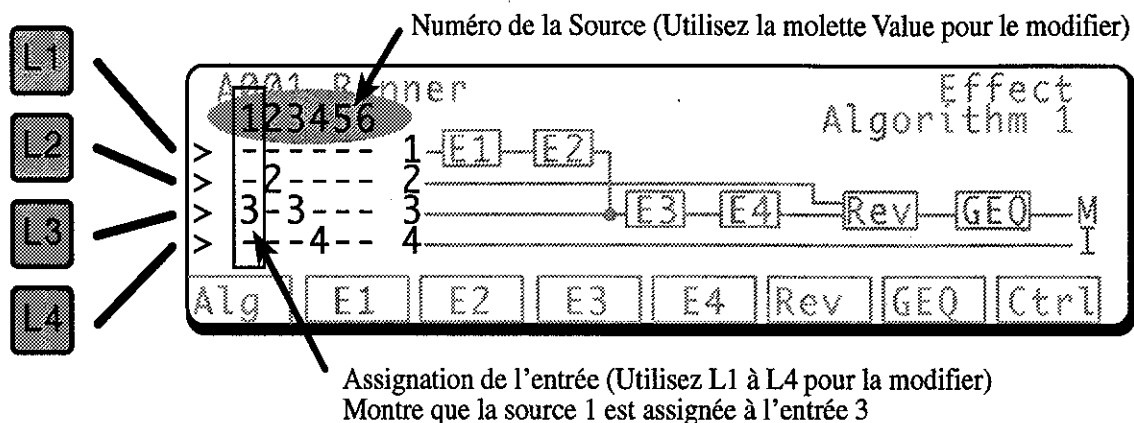 Numéro de la Source (Utilisez la molette Value pour le modifier)
L1
L2
L3
L4
A001 Banner Effect
123456 Algorithm 1
> ------ 1 E1 E2
> -2---- 2
> 3-3--- 3 E3 E4 Rev GEQ M
> ---4-- 4 I
Alg E1 E2 E3 E4 Rev GEQ Ctrl
Assignation de l'entrée (Utilisez L1 à L4 pour la modifier)
Montre que la source 1 est assignée à l'entrée 3